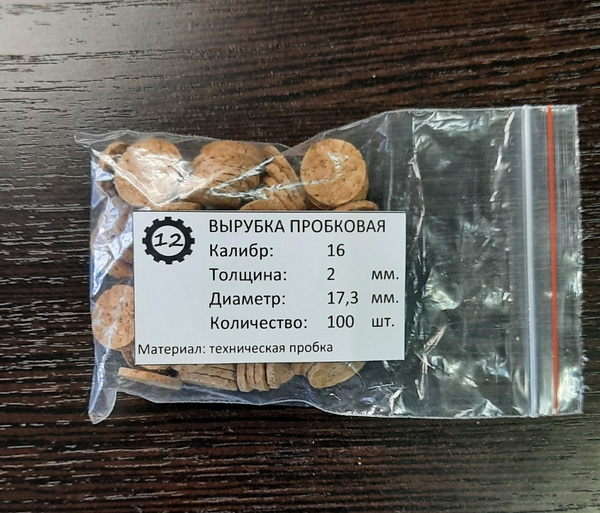 12
ВЫРУБКА ПРОБКОВАЯ
Калибр: 16
Толщина: 2 мм.
Диаметр: 17,3 мм.
Количество: 100 шт.
Материал: техническая пробка